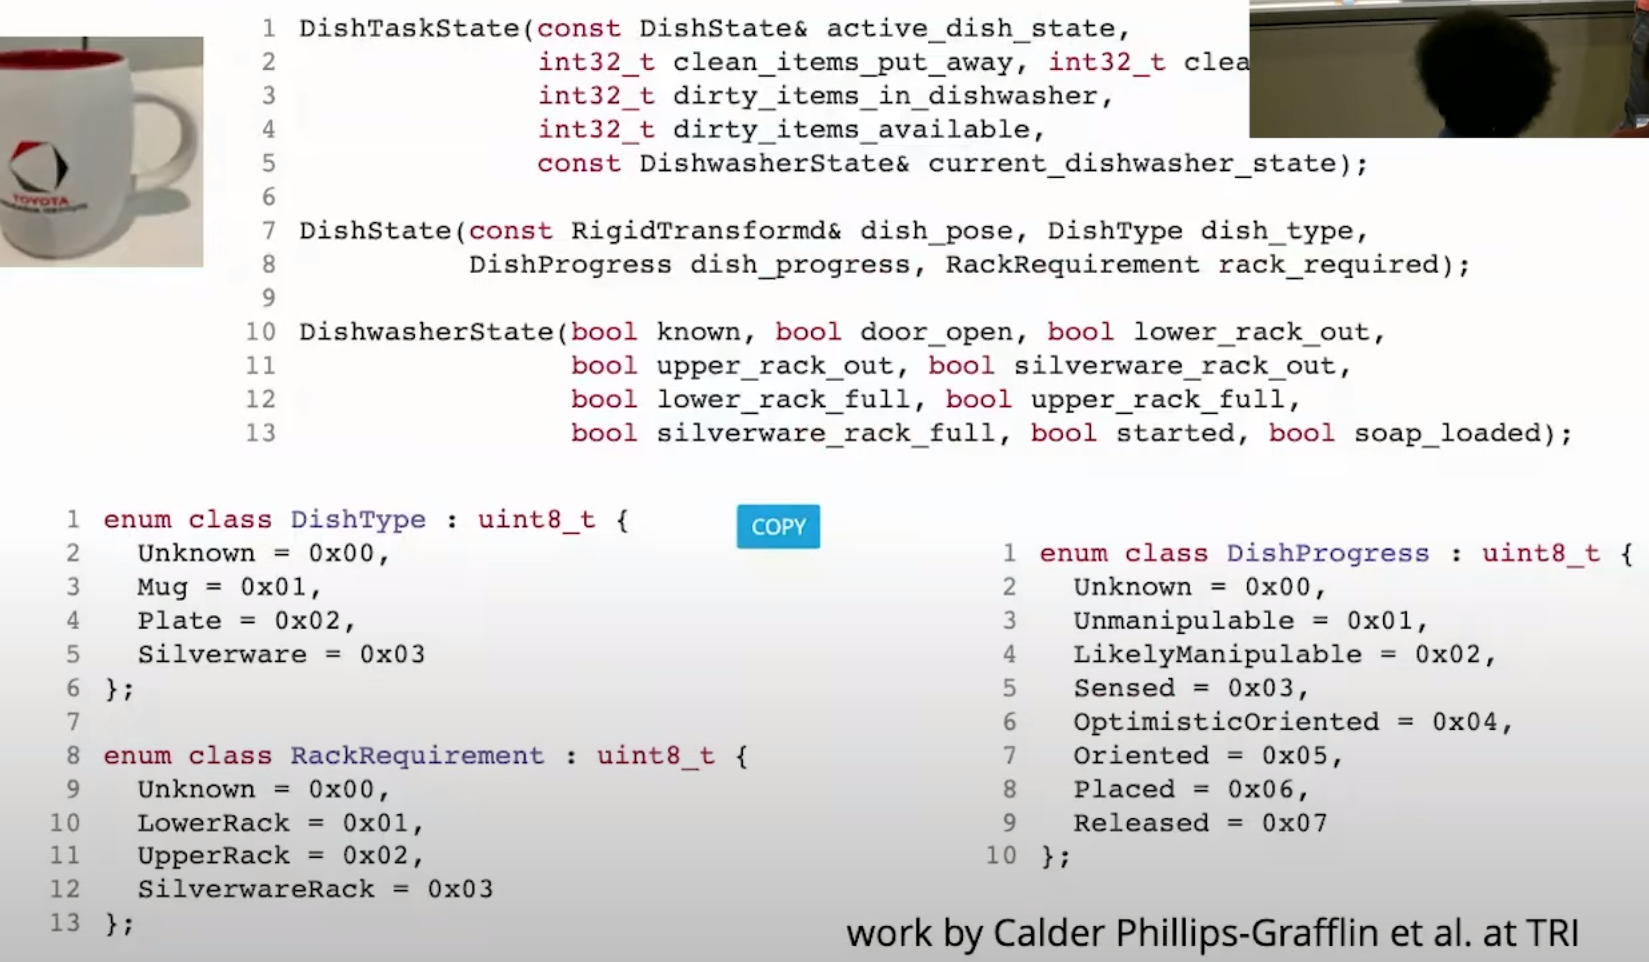 1 DishTaskState(const DishState& active_dish_state,
2 int32_t clean_items_put_away, int32_t
3 int32_t dirty_items_in_dishwasher,
4 int32_t dirty_items_available,
5 const DishwasherState& current_dishwasher_state);
6
7 DishState(const RigidTransformd& dish_pose, DishType dish_type,
8 DishProgress dish_progress, RackRequirement rack_required);
9
10 DishwasherState(bool known, bool door_open, bool lower_rack_out,
11 bool upper_rack_out, bool silverware_rack_out,
12 bool lower_rack_full, bool upper_rack_full,
13 bool silverware_rack_full, bool started, bool soap_loaded);
TOYOTA
1 enum class DishType : uint8_t {
2 Unknown = 0x00,
3 Mug = 0x01,
4 Plate = 0x02,
5 Silverware = 0x03
6 };
7
8 enum class RackRequirement : uint8_t {
9 Unknown = 0x00,
10 LowerRack = 0x01,
11 UpperRack = 0x02,
12 SilverwareRack = 0x03
13 };
COPY
1 enum class DishProgress : uint8_t {
2 Unknown = 0x00,
3 Unmanipulable = 0x01,
4 LikelyManipulable = 0x02,
5 Sensed = 0x03,
6 OptimisticOriented = 0x04,
7 Oriented = 0x05,
8 Placed = 0x06,
9 Released = 0x07
10 };
work by Calder Phillips-Grafflin et al. at TRI